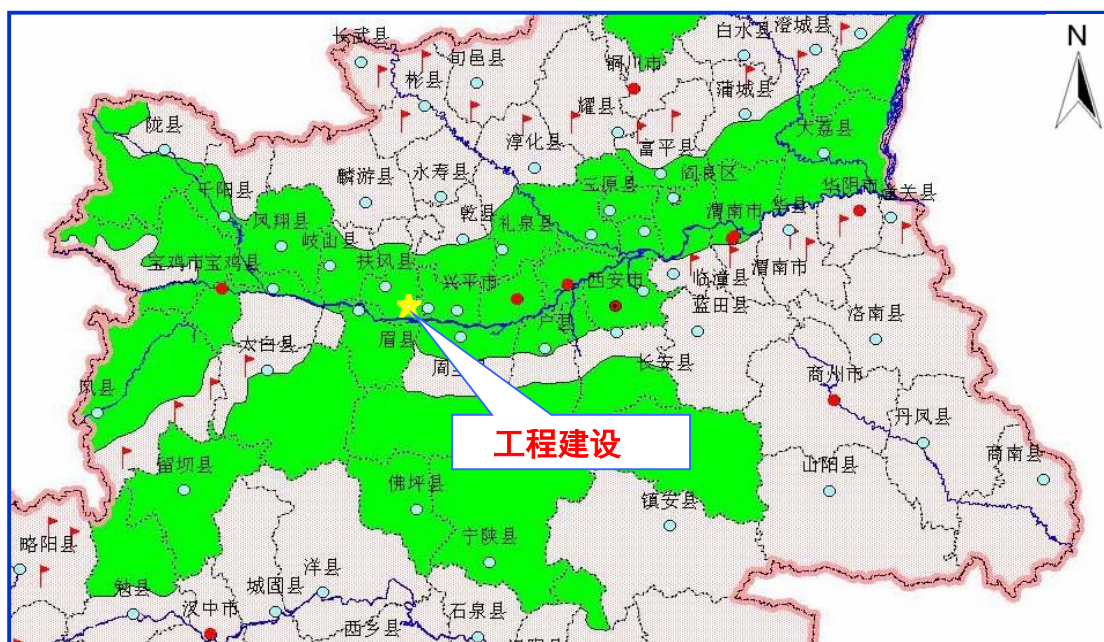 N
长武县
旬邑县
铜川市
白水县
澄城县
彬县
耀县
蒲城县
陇县
淳化县
富平县
大荔县
麟游县
永寿县
三原县
阎良区
千阳县
乾县
礼泉县
华阴市
潼关县
凤翔县
渭南市
华县
岐山县
扶风县
宝鸡市
宝鸡县
兴平市
西安市
临潼县
渭南市
蓝田县
眉县
户县
洛南县
太白县
长安县
商州市
凤县
丹凤县
工程建设
留坝县
佛坪县
镇安县
山阳县
商南县
宁陕县
略阳县
洋县
勉县
城固县
汉中市
石泉县
西乡县